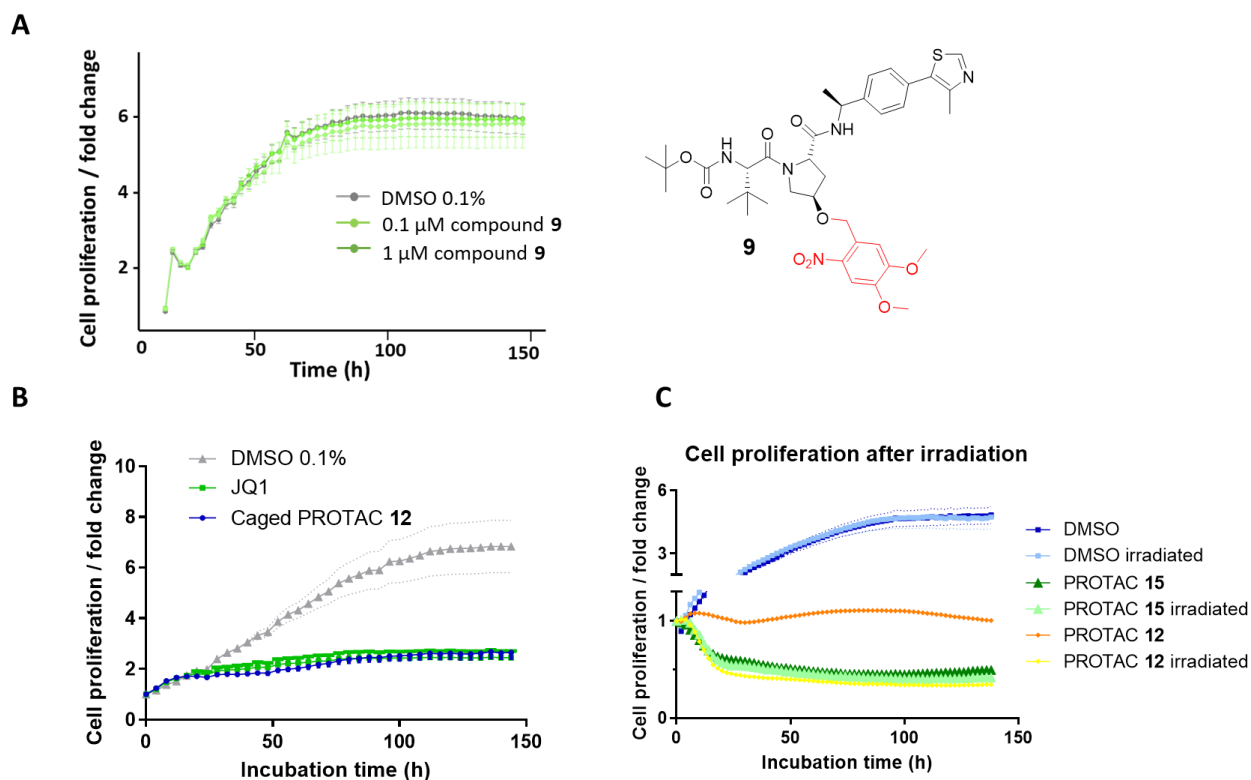 A
Cell proliferation / fold change
6
4
2
0
50
100
150
Time (h)
DMSO 0.1%
0.1 µM compound 9
1 µM compound 9
S
N
O
HN
O
H
N
O
N
O
O
O
O₂N
O
O
9
B
Cell proliferation / fold change
10
8
6
4
2
0
0
50
100
150
Incubation time (h)
DMSO 0.1%
JQ1
Caged PROTAC 12
C
Cell proliferation after irradiation
Cell proliferation / fold change
6
3
1
0
0
50
100
150
Incubation time (h)
DMSO
DMSO irradiated
PROTAC 15
PROTAC 15 irradiated
PROTAC 12
PROTAC 12 irradiated